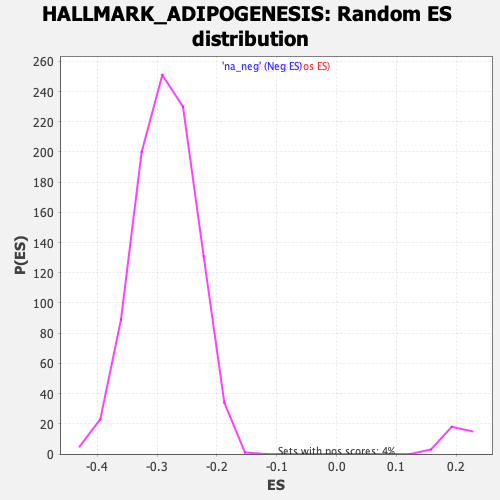 HALLMARK_ADIPOGENESIS: Random ES
distribution
'na_neg' (Neg ES)os ES)
260
240
220
200
180
160
140
120
100
80
60
40
20
0
P(ES)
Sets with pos scores: 4%
-0.4 -0.3 -0.2 -0.1 0.0 0.1 0.2
ES